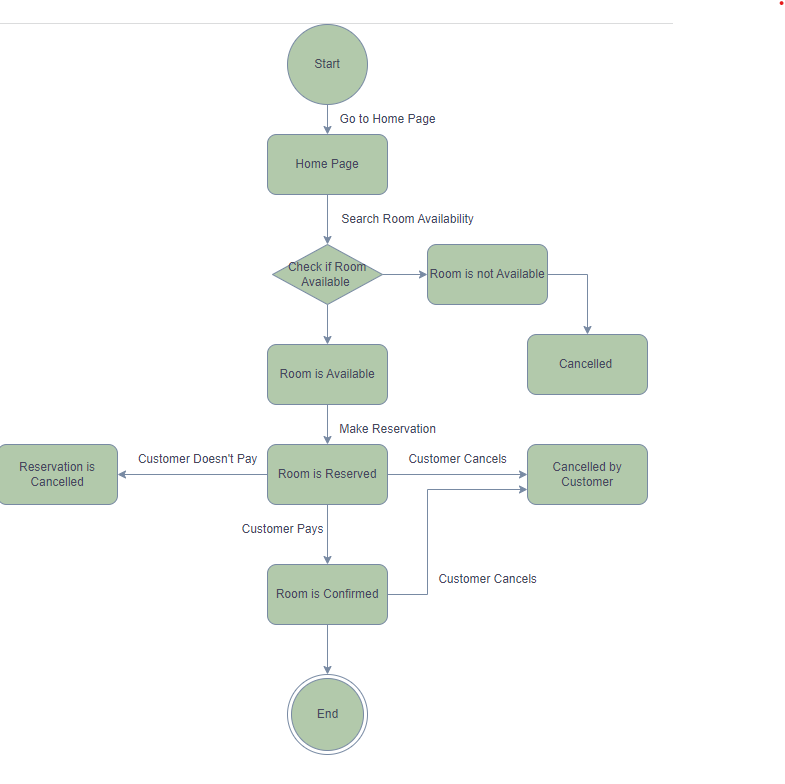 Start
Go to Home Page
Home Page
Search Room Availability
Check if Room
Available
Room is not Available
Cancelled
Room is Available
Make Reservation
Reservation is
Cancelled
Customer Doesn't Pay
Room is Reserved
Customer Cancels
Cancelled by
Customer
Customer Pays
Customer Cancels
Room is Confirmed
End